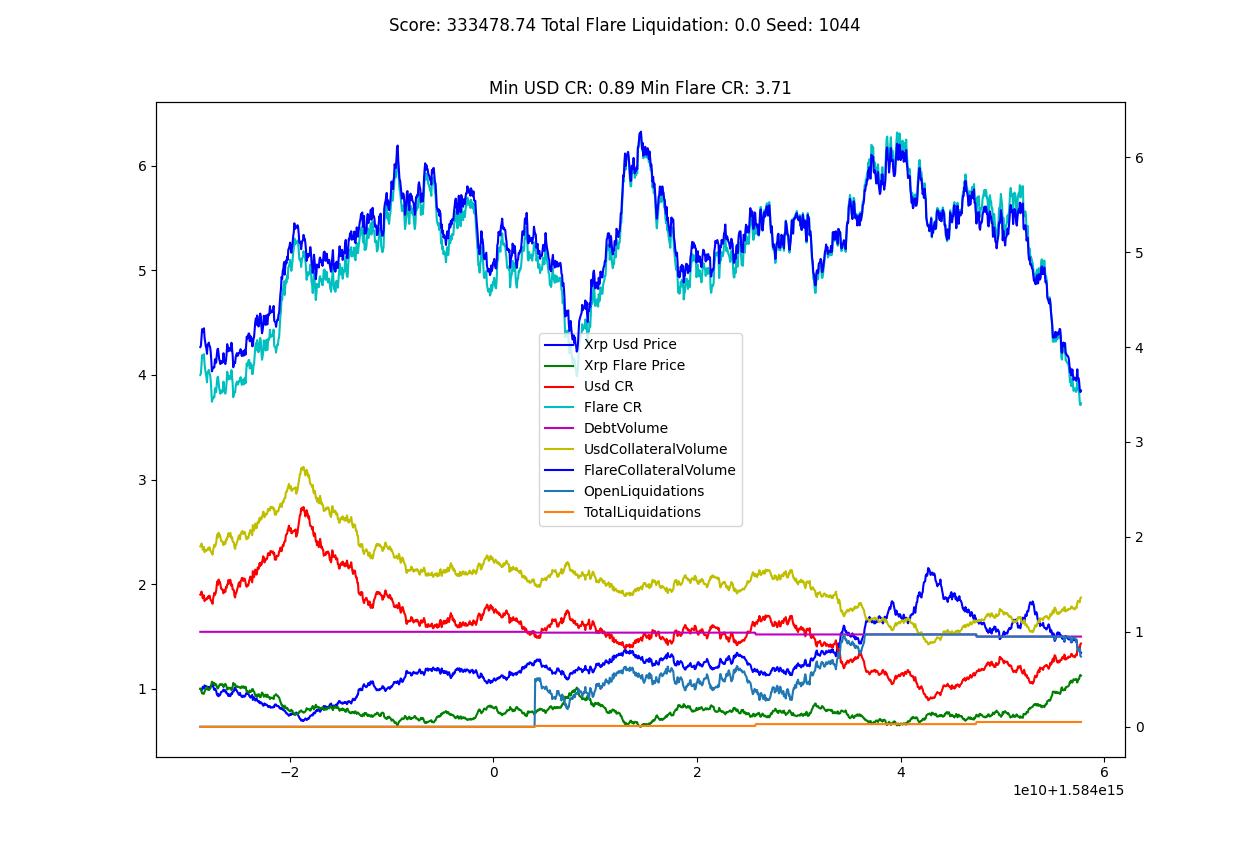 Score: 333478.74 Total Flare Liquidation: 0.0 Seed: 1044
Min USD CR: 0.89 Min Flare CR: 3.71
6
5
4
3
2
1
6
5
4
3
2
1
0
Xrp Usd Price
Xrp Flare Price
Usd CR
Flare CR
DebtVolume
UsdCollateralVolume
FlareCollateralVolume
OpenLiquidations
TotalLiquidations
−2 0 2 4 6
1e10+1.584e15